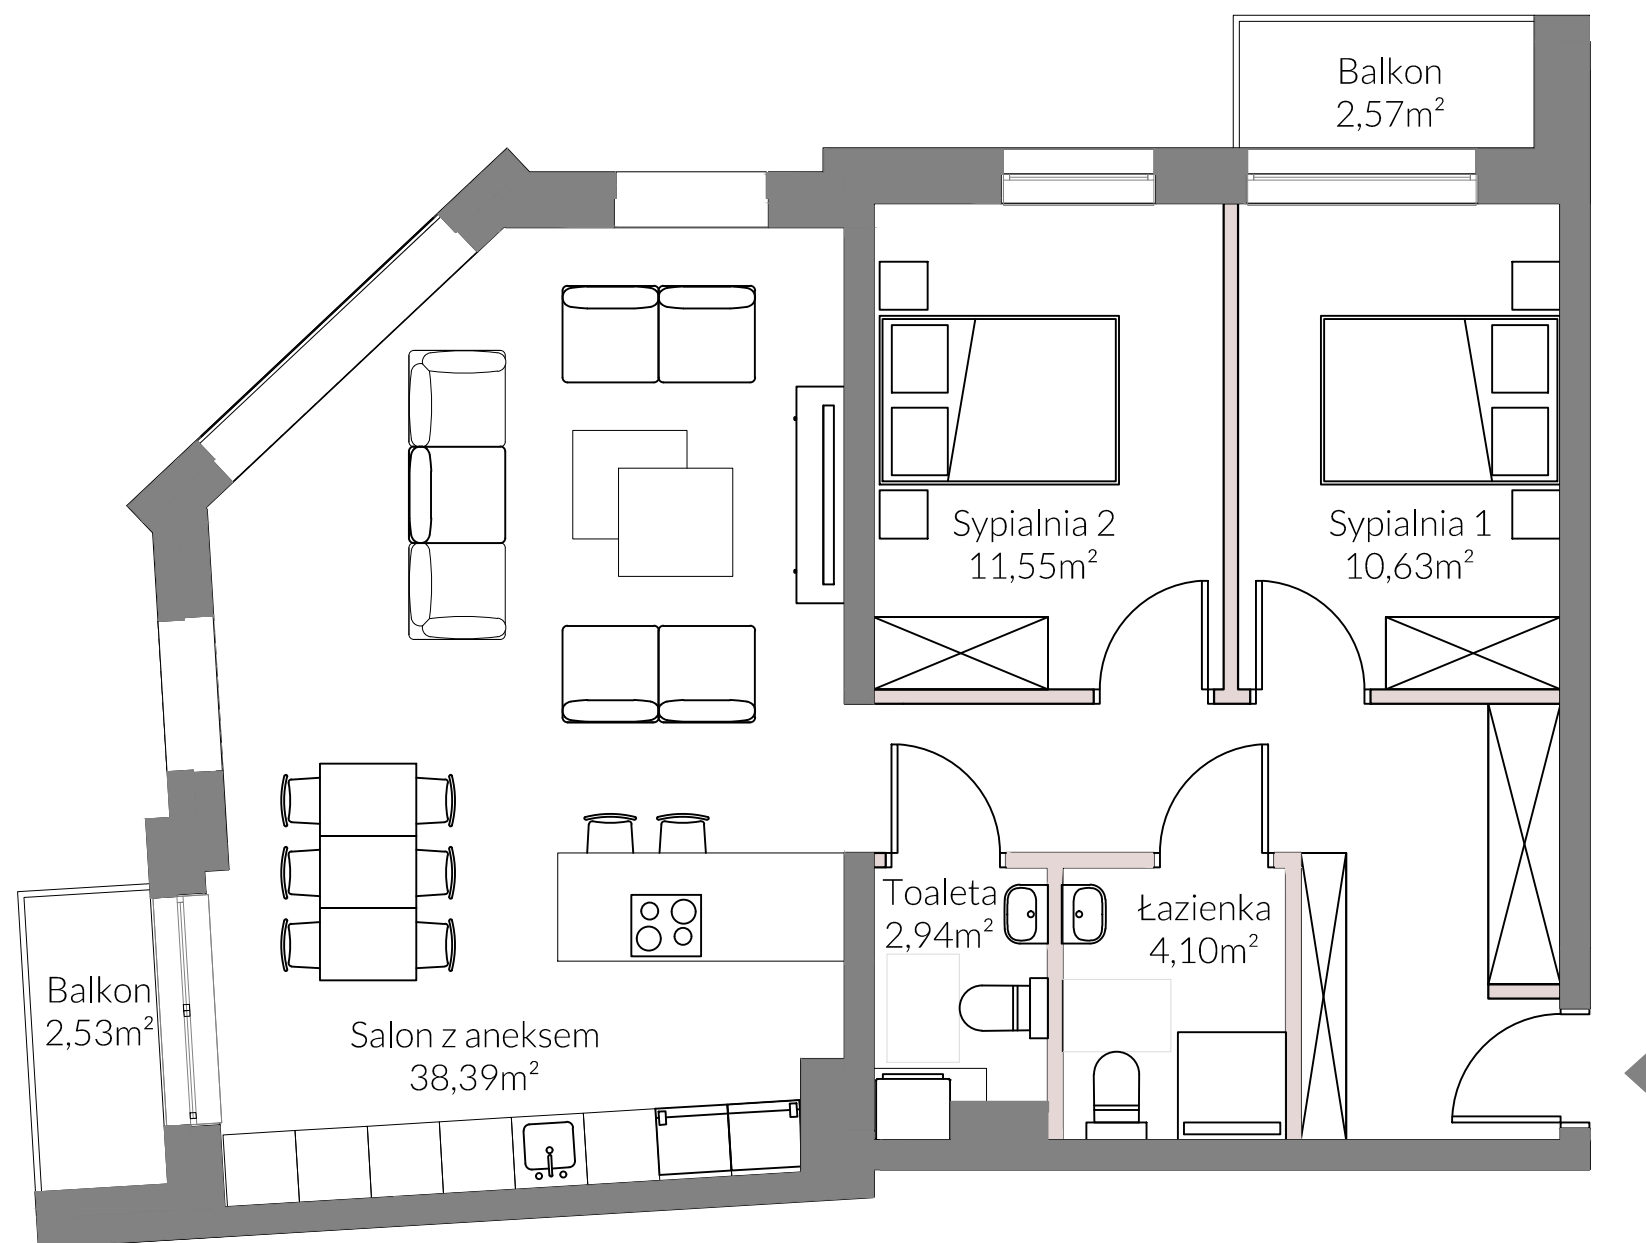 Balkon
2,57m²
Sypialnia 2
11,55m²
Sypialnia 1
10,63m²
Toaleta
2,94m²
Łazienka
4,10m²
Balkon
2,53m²
Salon z aneksem
38,39m²